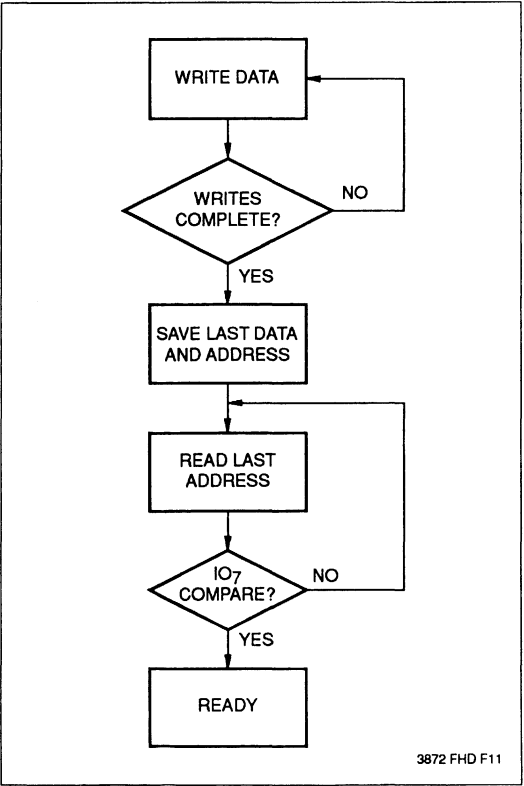 WRITE DATA
WRITES
COMPLETE?
NO
YES
SAVE LAST DATA
AND ADDRESS
READ LAST
ADDRESS
IO7
COMPARE?
NO
YES
READY
3872 FHD F11